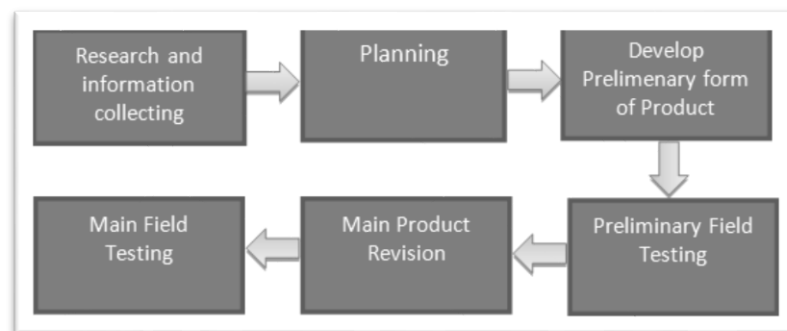 Research and
information
collecting
Planning
Develop
Prelimenary form
of Product
Preliminary Field
Testing
Main Product
Revision
Main Field
Testing